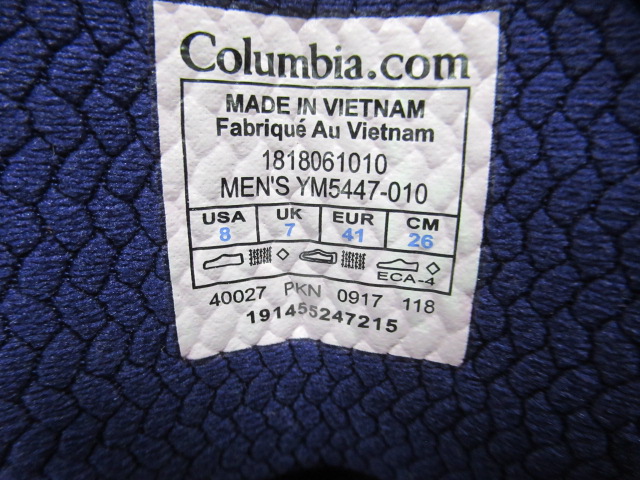 Columbia.com
MADE IN VIETNAM
Fabriqué Au Vietnam
1818061010
MEN'S YM5447-010
USA UK EUR CM
8 7 41 26
ECA-4
40027 PKN 0917 118
191455247215